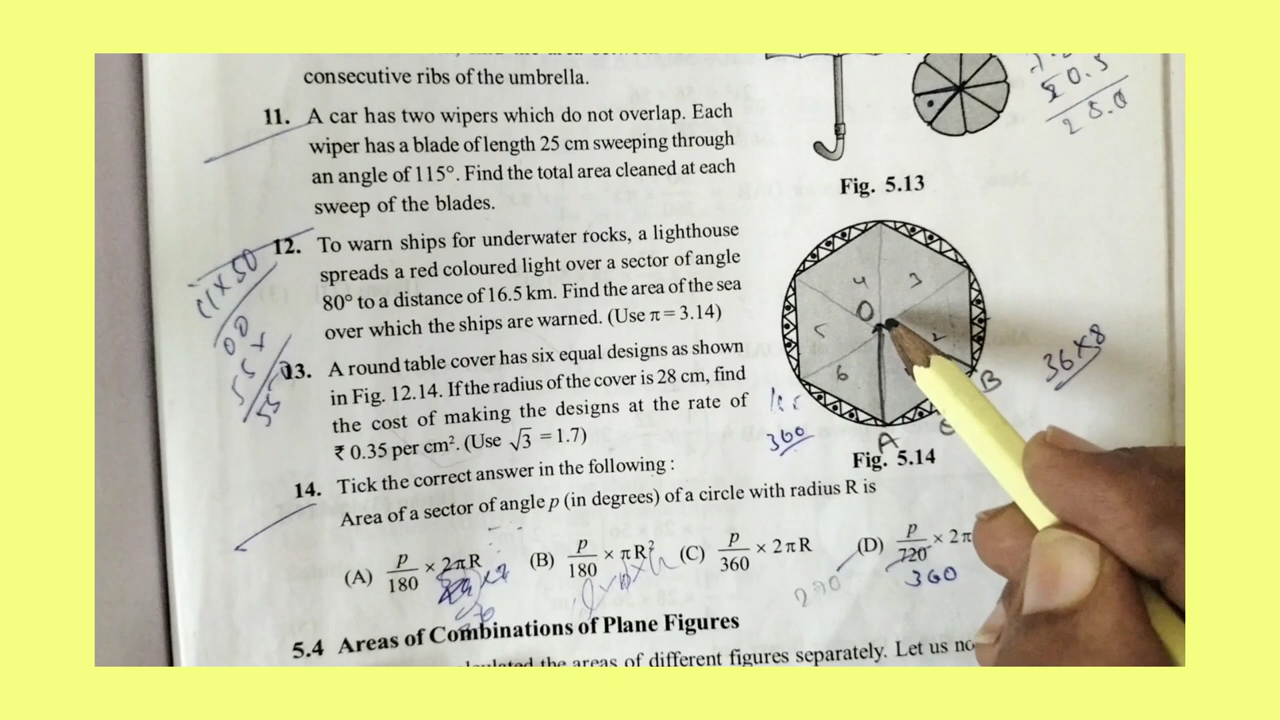 consecutive ribs of the umbrella.
11. A car has two wipers which do not overlap. Each
wiper has a blade of length 25 cm sweeping through
an angle of 115°. Find the total area cleaned at each
sweep of the blades.
Fig. 5.13
12. To warn ships for underwater rocks, a lighthouse
spreads a red coloured light over a sector of angle
80° to a distance of 16.5 km. Find the area of the sea
over which the ships are warned. (Use π = 3.14)
11 x 50
13. A round table cover has six equal designs as shown
in Fig. 12.14. If the radius of the cover is 28 cm, find
the cost of making the designs at the rate of
₹ 0.35 per cm². (Use √3 = 1.7)
4 3
O
5 2
6
B
A
36 x 8
360
Fig. 5.14
14. Tick the correct answer in the following :
Area of a sector of angle p (in degrees) of a circle with radius R is
(A) p/180 × 2πR (B) p/180 × πR² (C) p/360 × 2πR (D) p/720 × 2π
360
5.4 Areas of Combinations of Plane Figures
the areas of different figures separately. Let us